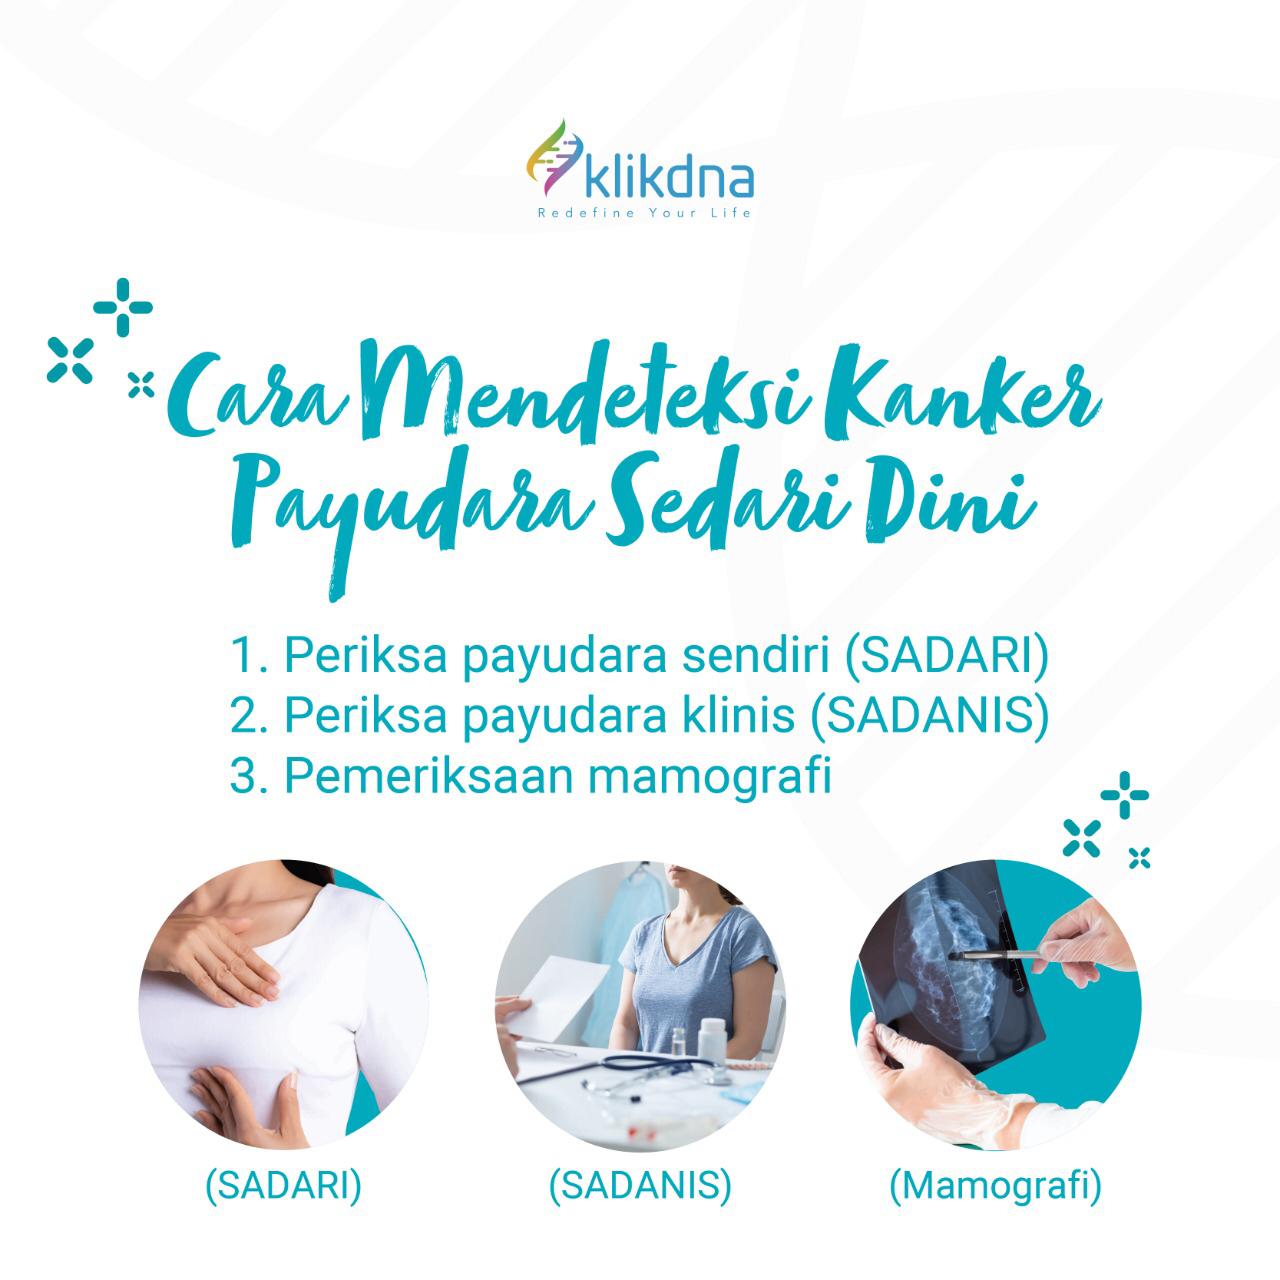 klikdna
Redefine Your Life
Cara Mendeteksi Kanker
Payudara Sedari Dini
1. Periksa payudara sendiri (SADARI)
2. Periksa payudara klinis (SADANIS)
3. Pemeriksaan mamografi
(SADARI)
(SADANIS)
(Mamografi)